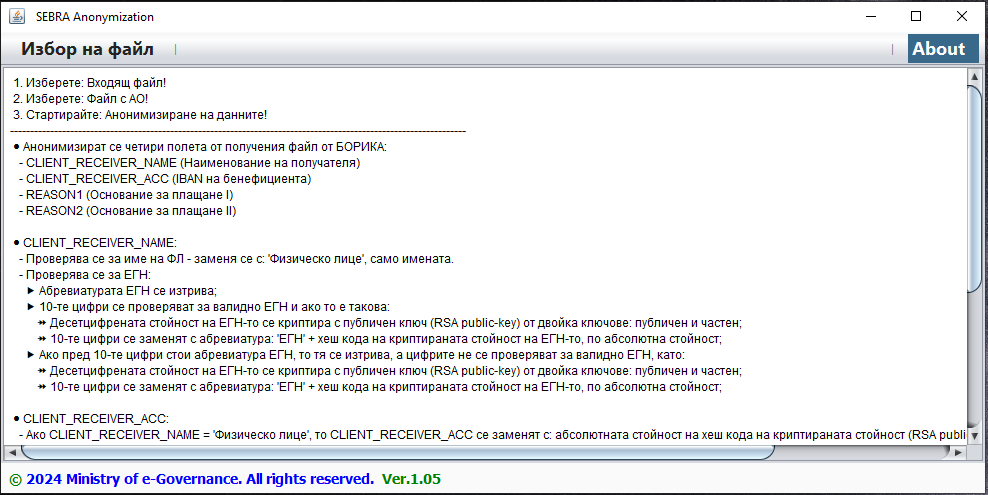 SEBRA Anonymization
Избор на файл
About
1. Изберете: Входящ файл!
2. Изберете: Файл с АО!
3. Стартирайте: Анонимизиране на данните!
--------------------------------------------------------------------------------------------------------------------
● Анонимизират се четири полета от получения файл от БОРИКА:
- CLIENT_RECEIVER_NAME (Наименование на получателя)
- CLIENT_RECEIVER_ACC (IBAN на бенефициента)
- REASON1 (Основание за плащане I)
- REASON2 (Основание за плащане II)
● CLIENT_RECEIVER_NAME:
- Проверява се за име на ФЛ - заменя се с: 'Физическо лице', само имената.
- Проверява се за ЕГН:
► Абревиатурата ЕГН се изтрива;
► 10-те цифри се проверяват за валидно ЕГН и ако то е такова:
↠ Десетцифрената стойност на ЕГН-то се криптира с публичен ключ (RSA public-key) от двойка ключове: публичен и частен;
↠ 10-те цифри се заменят с абревиатура: 'ЕГН' + хеш кода на криптираната стойност на ЕГН-то, по абсолютна стойност;
► Ако пред 10-те цифри стои абревиатура ЕГН, то тя се изтрива, а цифрите не се проверяват за валидно ЕГН, като:
↠ Десетцифрената стойност на ЕГН-то се криптира с публичен ключ (RSA public-key) от двойка ключове: публичен и частен;
↠ 10-те цифри се заменят с абревиатура: 'ЕГН' + хеш кода на криптираната стойност на ЕГН-то, по абсолютна стойност;
● CLIENT_RECEIVER_ACC:
- Ако CLIENT_RECEIVER_NAME = 'Физическо лице', то CLIENT_RECEIVER_ACC се заменят с: абсолютната стойност на хеш кода на криптираната стойност (RSA publi
© 2024 Ministry of e-Governance. All rights reserved. Ver.1.05